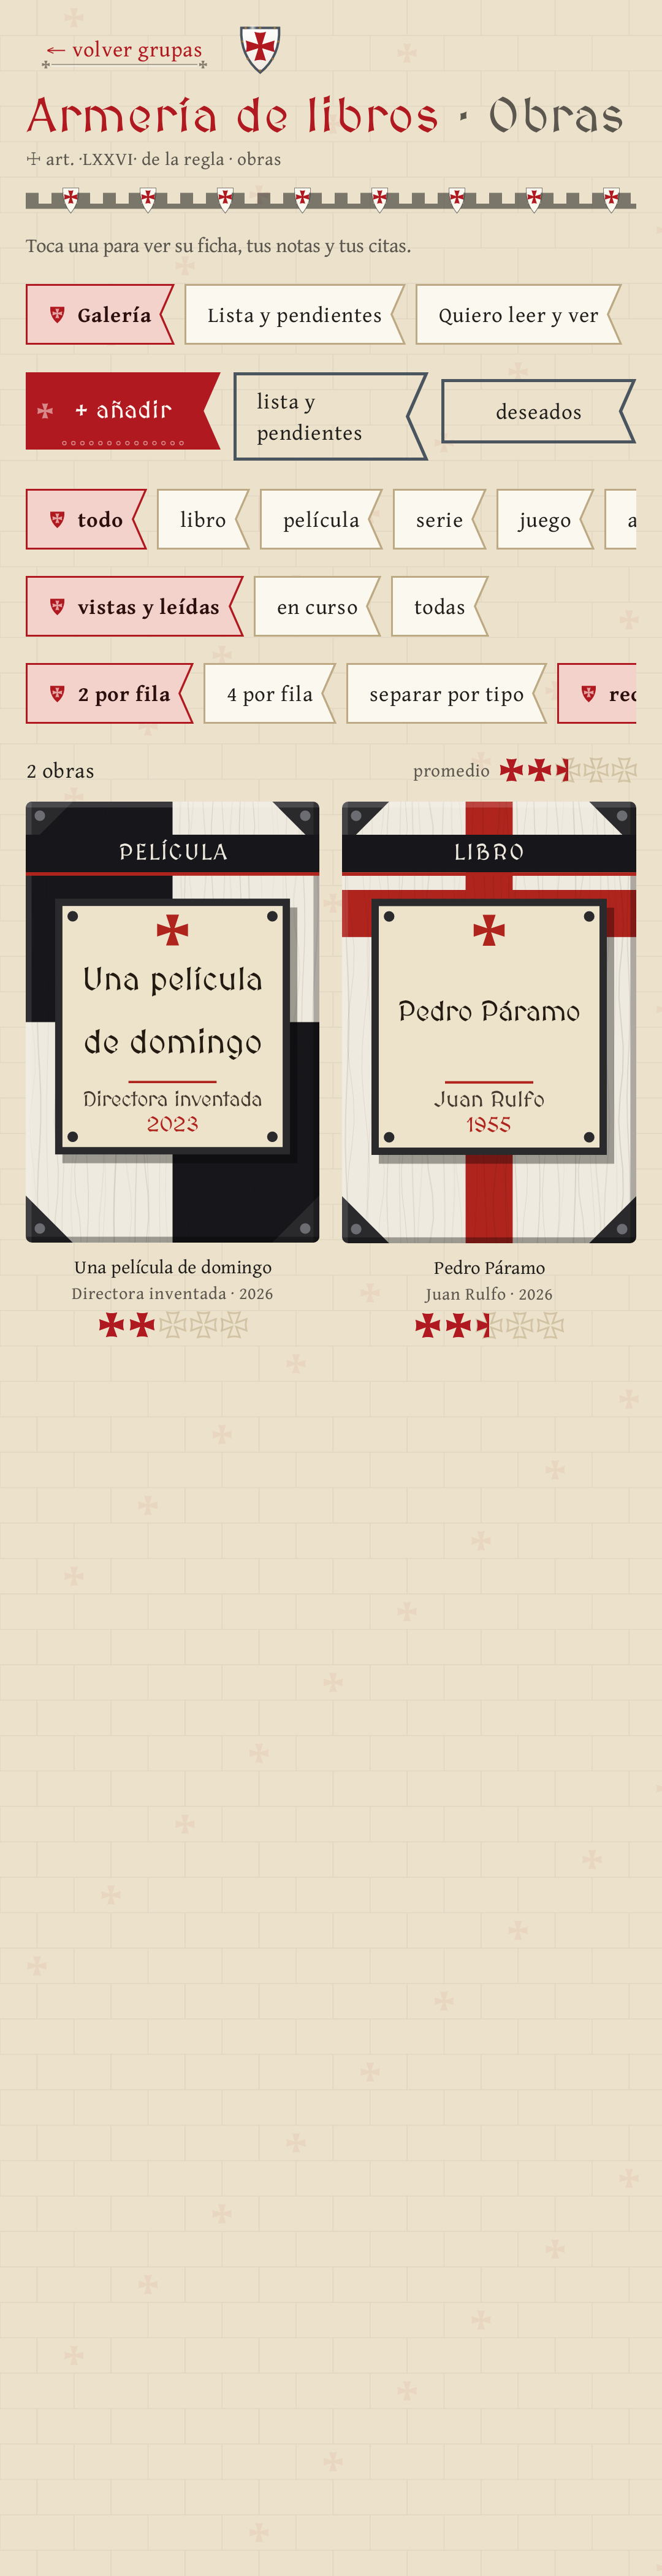 ← volver grupas
Armería de libros · Obras
☩ art. ·LXXVI· de la regla · obras
Toca una para ver su ficha, tus notas y tus citas.
Galería
Lista y pendientes
Quiero leer y ver
+ añadir
lista y
pendientes
deseados
todo
libro
película
serie
juego
a
vistas y leídas
en curso
todas
2 por fila
4 por fila
separar por tipo
rec
2 obras
promedio
PELÍCULA
Una película
de domingo
Directora inventada
2023
LIBRO
Pedro Páramo
Juan Rulfo
1955
Una película de domingo
Directora inventada · 2026
Pedro Páramo
Juan Rulfo · 2026